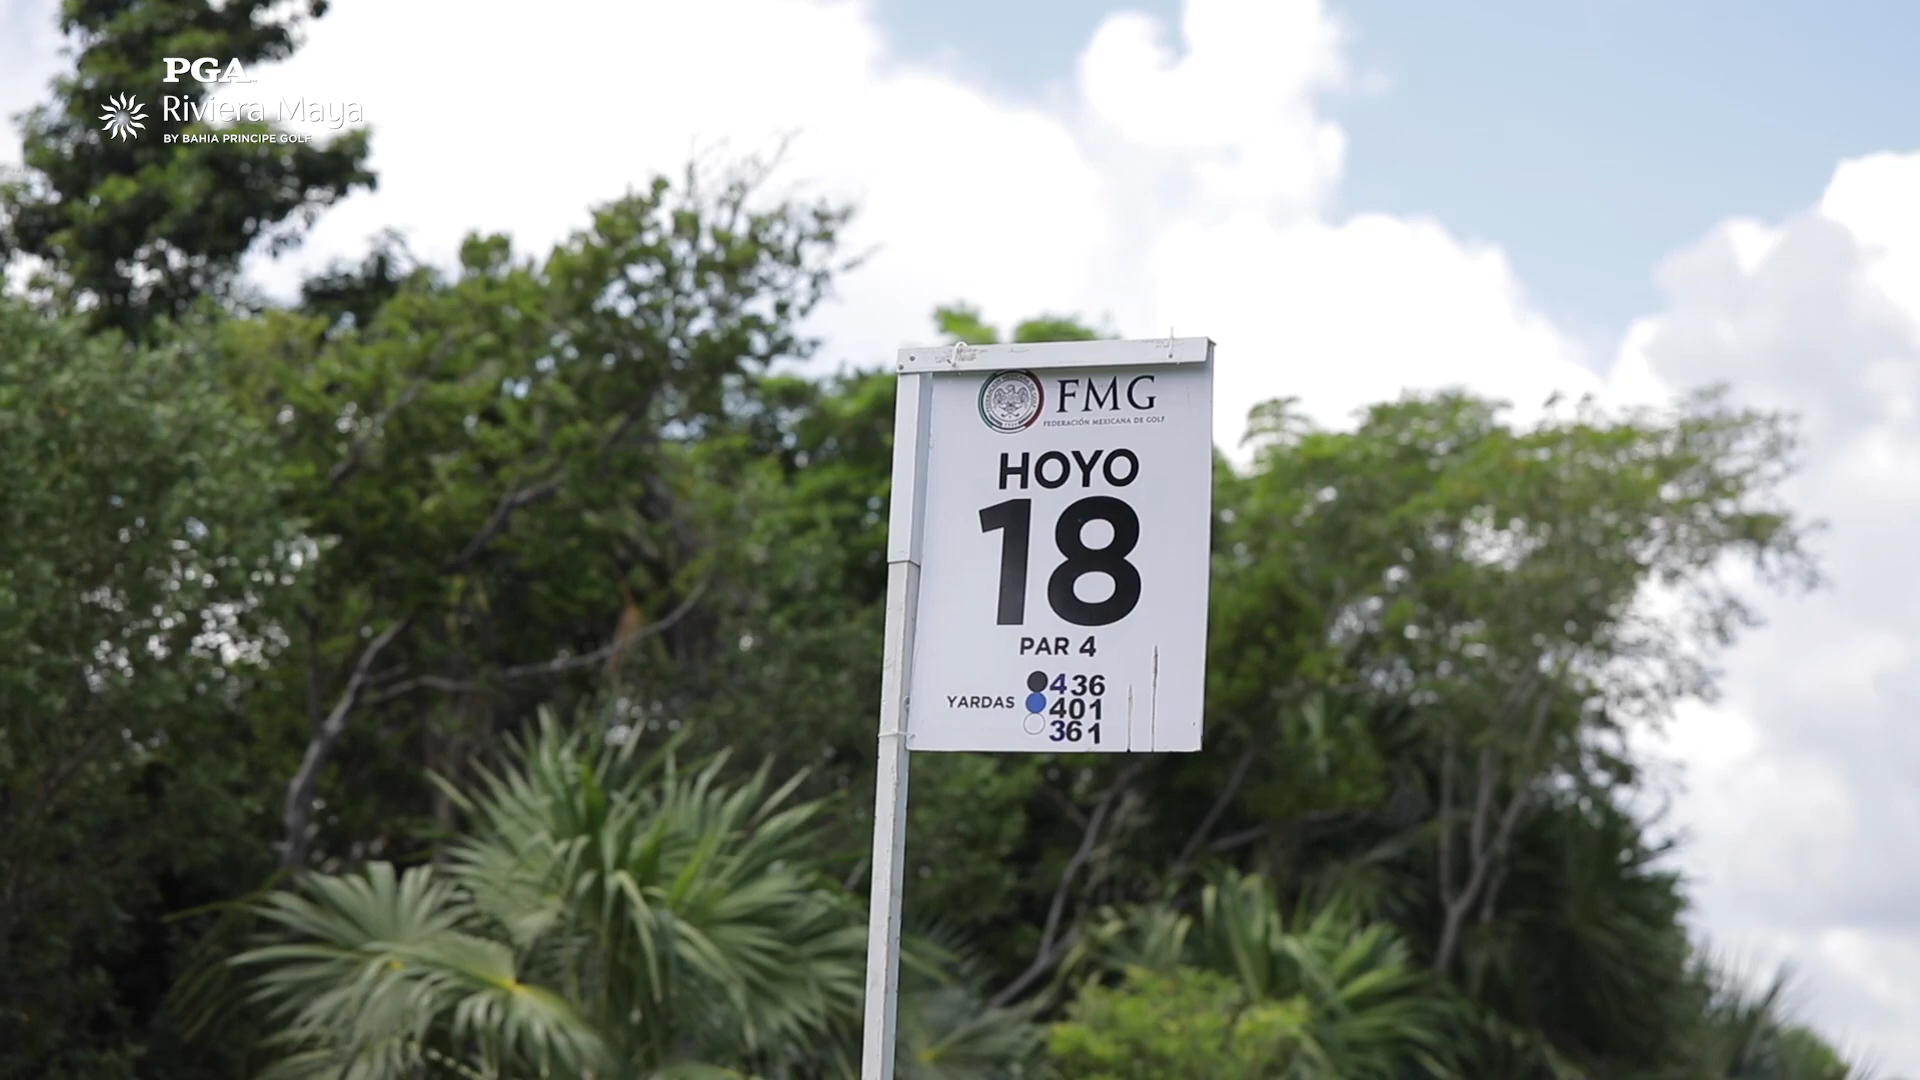 PGA
Riviera Maya
BY BAHIA PRINCIPE GOLF
FMG
FEDERACIÓN MEXICANA DE GOLF
HOYO
18
PAR 4
YARDAS
436
401
361